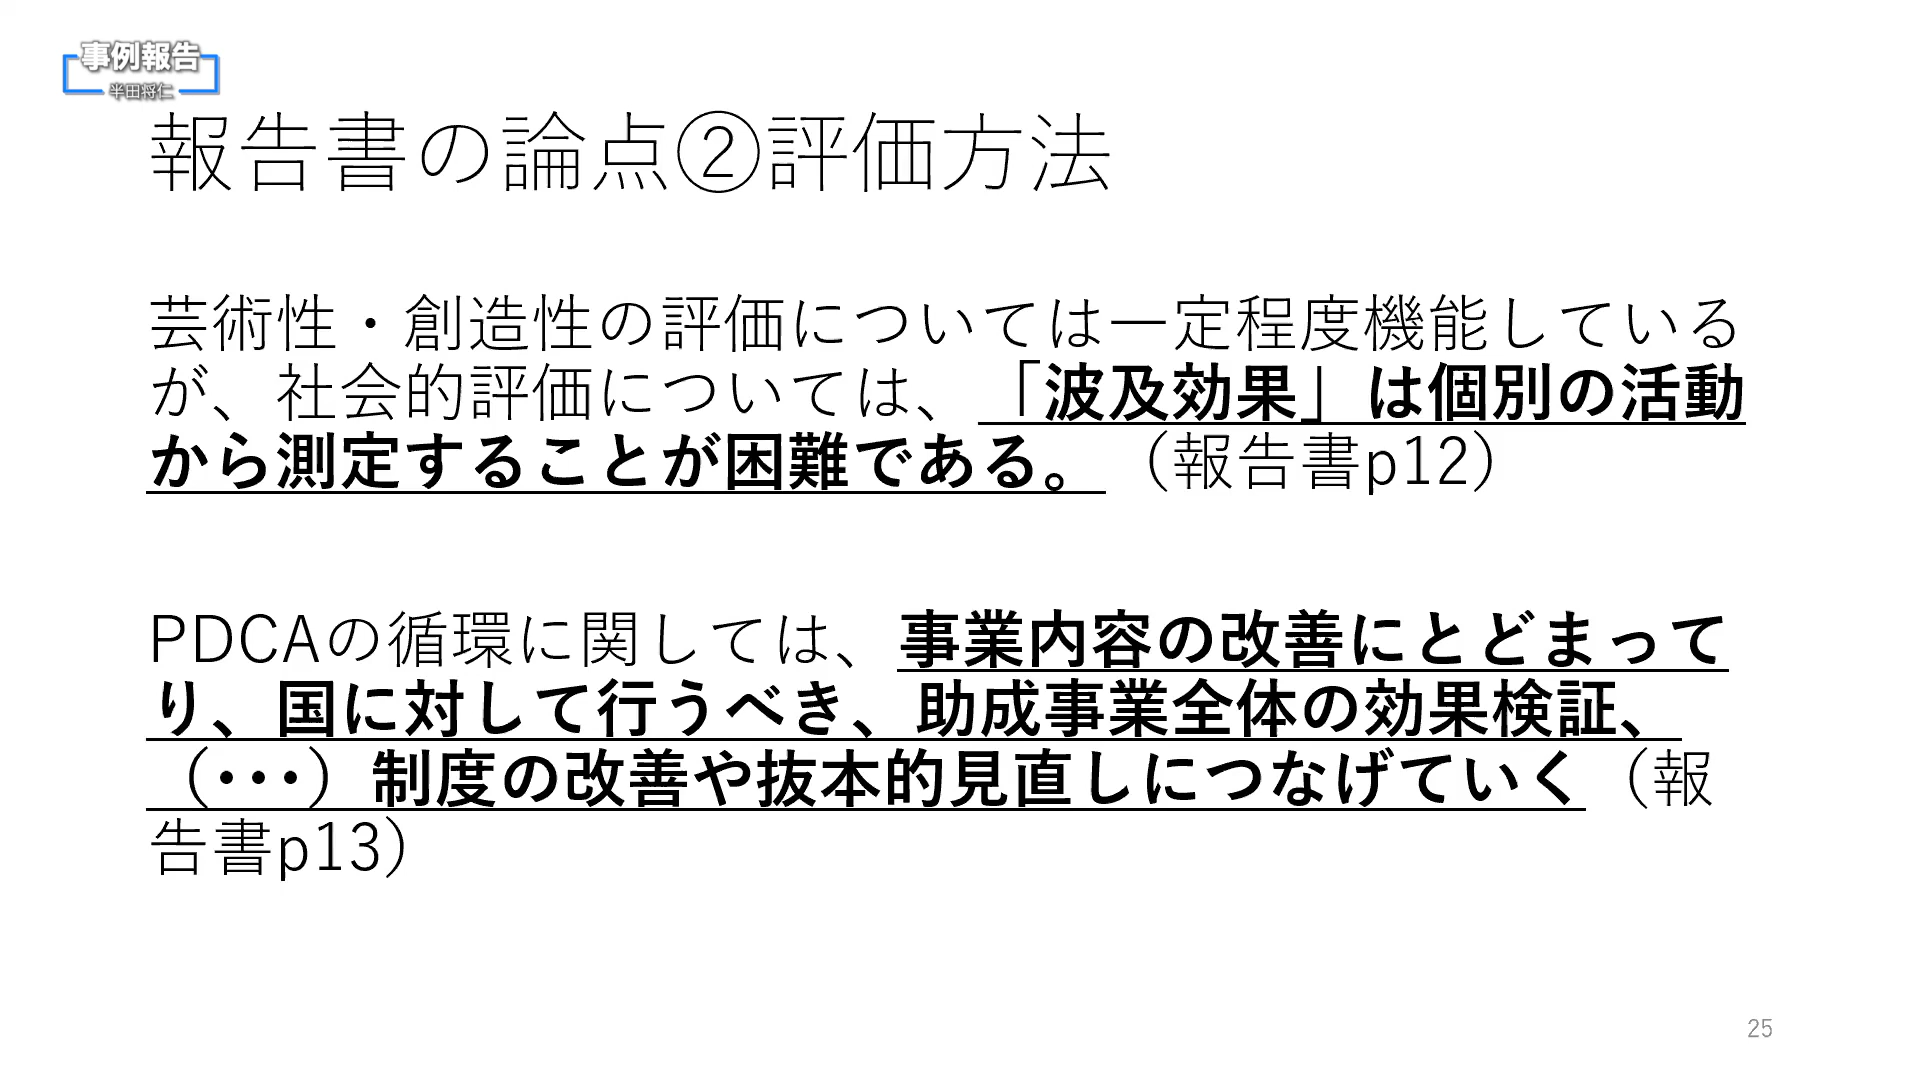 事例報告
半田将仁
報告書の論点②評価方法
芸術性・創造性の評価については一定程度機能している
が、社会的評価については、「波及効果」は個別の活動
から測定することが困難である。（報告書p12）
PDCAの循環に関しては、事業内容の改善にとどまって
り、国に対して行うべき、助成事業全体の効果検証、
（･･･）制度の改善や抜本的見直しにつなげていく（報
告書p13）
25